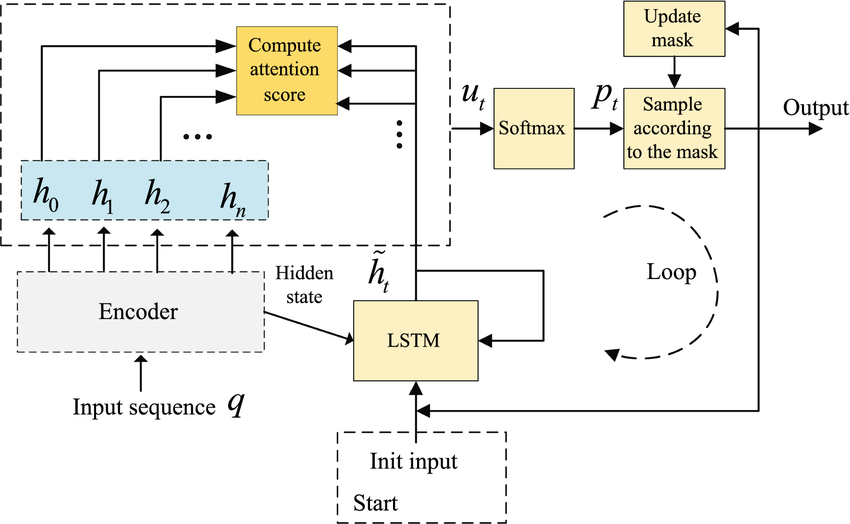 Compute
attention
score
Update
mask
u_t
Softmax
p_t
Sample
according
to the mask
Output
...
h_0 h_1 h_2 h_n
Encoder
Hidden
state
h̃_t
LSTM
Loop
Input sequence q
Init input
Start